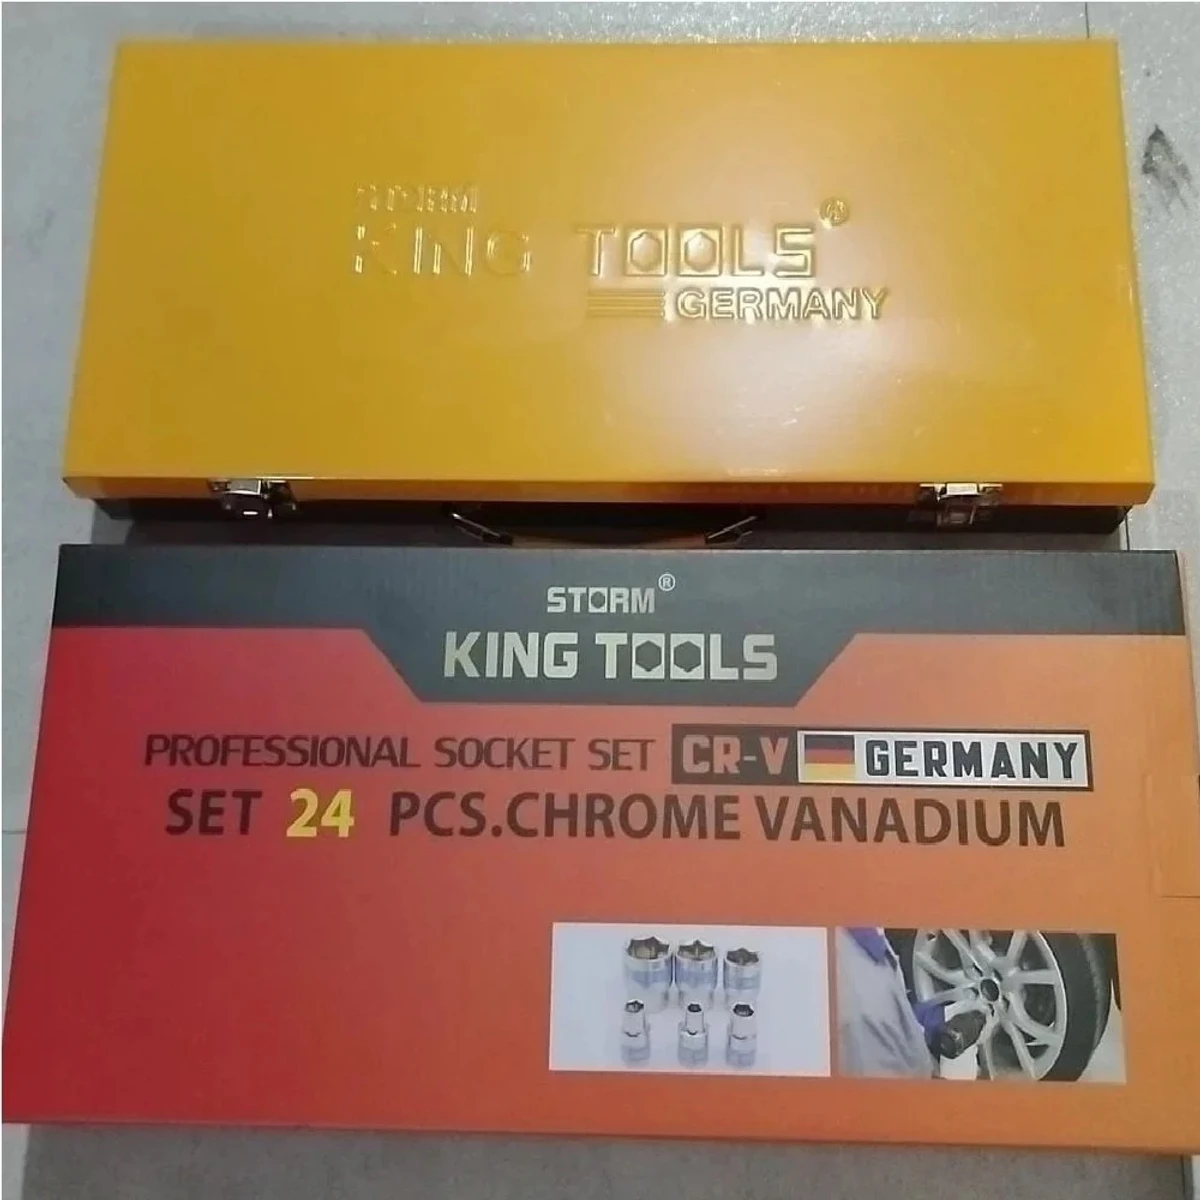 STORM
KING TOOLS®
GERMANY
STORM®
KING TOOLS
PROFESSIONAL SOCKET SET CR-V GERMANY
SET 24 PCS.CHROME VANADIUM